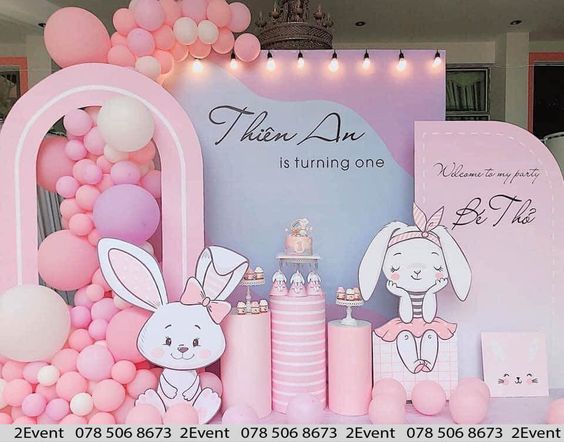 Thiên An
is turning one
Welcome to my party
Bé Thỏ
2Event 078 506 8673 2Event 078 506 8673 2Event 078 506 8673 2Event